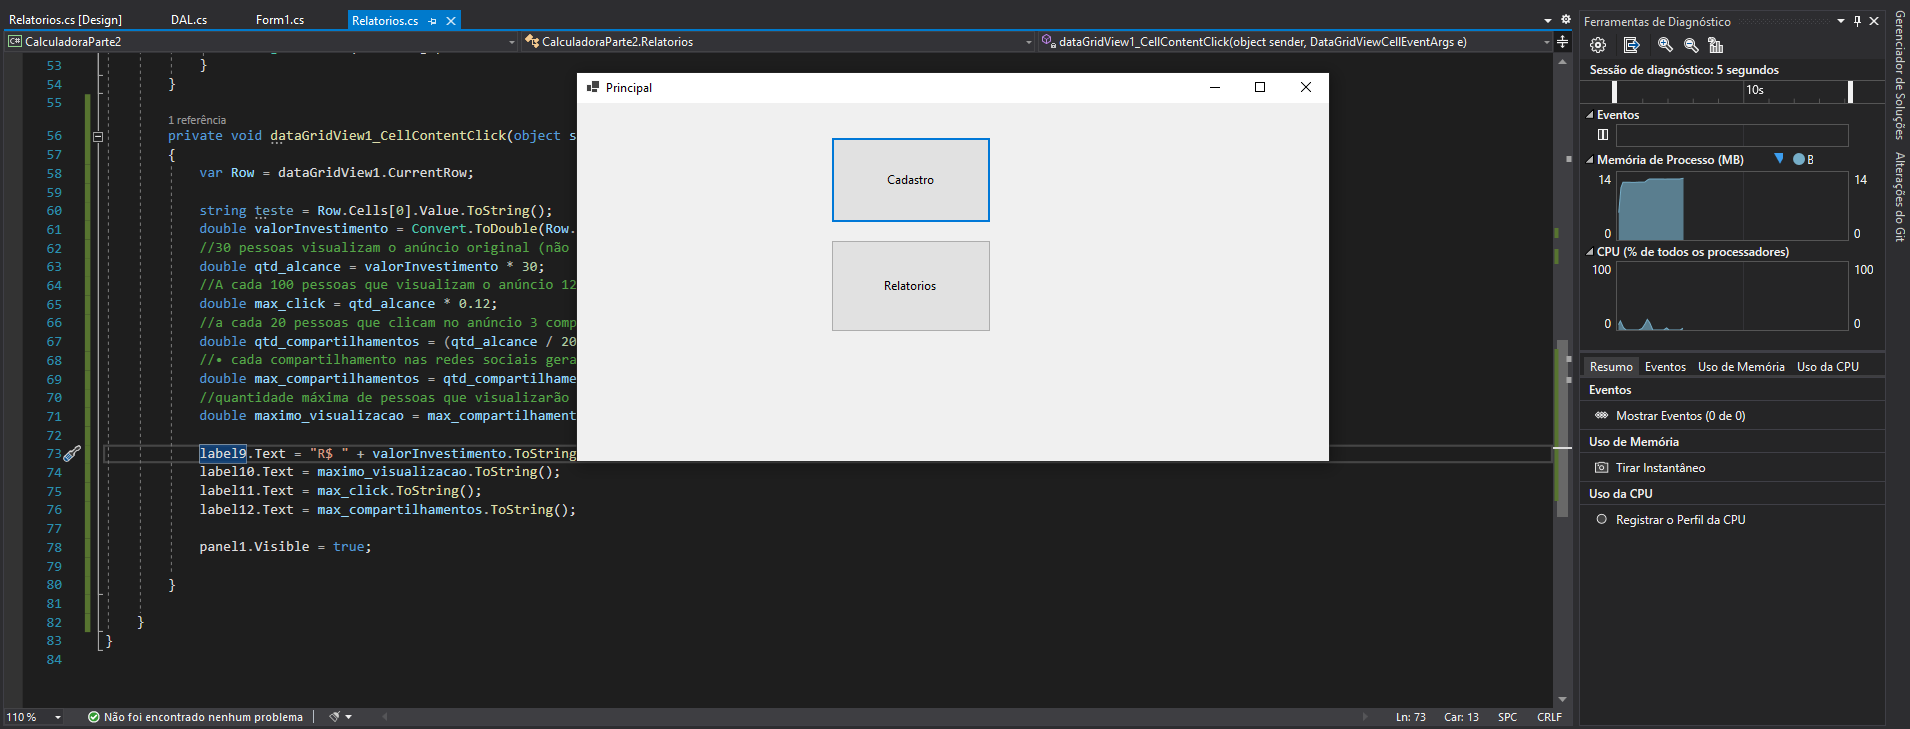 Relatorios.cs [Design]
DAL.cs
Form1.cs
Relatorios.cs
CalculadoraParte2
CalculadoraParte2.Relatorios
dataGridView1_CellContentClick(object sender, DataGridViewCellEventArgs e)
53 }
54 }
55
1 referência
56 private void dataGridView1_CellContentClick(object s
57 {
58 var Row = dataGridView1.CurrentRow;
59
60 string teste = Row.Cells[0].Value.ToString();
61 double valorInvestimento = Convert.ToDouble(Row.
62 //30 pessoas visualizam o anúncio original (não
63 double qtd_alcance = valorInvestimento * 30;
64 //A cada 100 pessoas que visualizam o anúncio 12
65 double max_click = qtd_alcance * 0.12;
66 //a cada 20 pessoas que clicam no anúncio 3 comp
67 double qtd_compartilhamentos = (qtd_alcance / 20
68 //• cada compartilhamento nas redes sociais gera
69 double max_compartilhamentos = qtd_compartilhame
70 //quantidade máxima de pessoas que visualizarão
71 double maximo_visualizacao = max_compartilhament
72
73 label9.Text = "R$ " + valorInvestimento.ToString
74 label10.Text = maximo_visualizacao.ToString();
75 label11.Text = max_click.ToString();
76 label12.Text = max_compartilhamentos.ToString();
77
78 panel1.Visible = true;
79
80 }
81
82 }
83 }
84
110 %
Não foi encontrado nenhum problema
Ln: 73 Car: 13 SPC CRLF
Principal
Cadastro
Relatorios
Ferramentas de Diagnóstico
Sessão de diagnóstico: 5 segundos
10s
Eventos
Memória de Processo (MB)
B
14 14
0 0
CPU (% de todos os processadores)
100 100
0 0
Resumo Eventos Uso de Memória Uso da CPU
Eventos
Mostrar Eventos (0 de 0)
Uso de Memória
Tirar Instantâneo
Uso da CPU
Registrar o Perfil da CPU
Gerenciador de Soluções
Alterações do Git